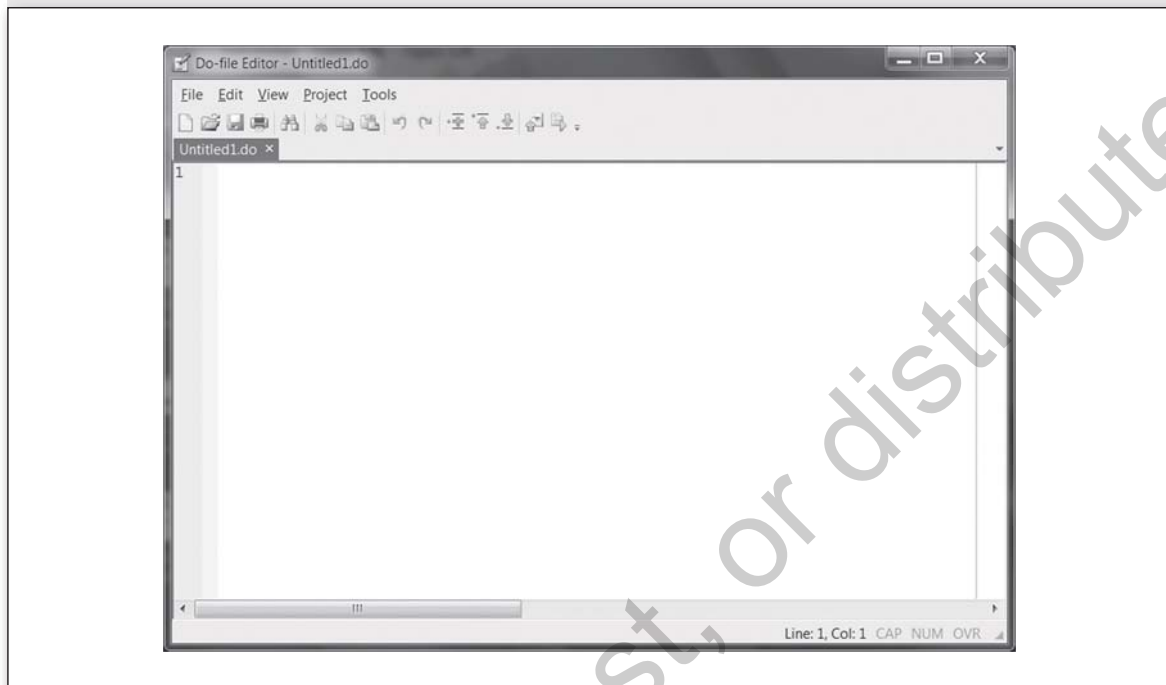 Do-file Editor - Untitled1.do
File Edit View Project Tools
Untitled1.do ×
1
Line: 1, Col: 1 CAP NUM OVR
st, or distribute